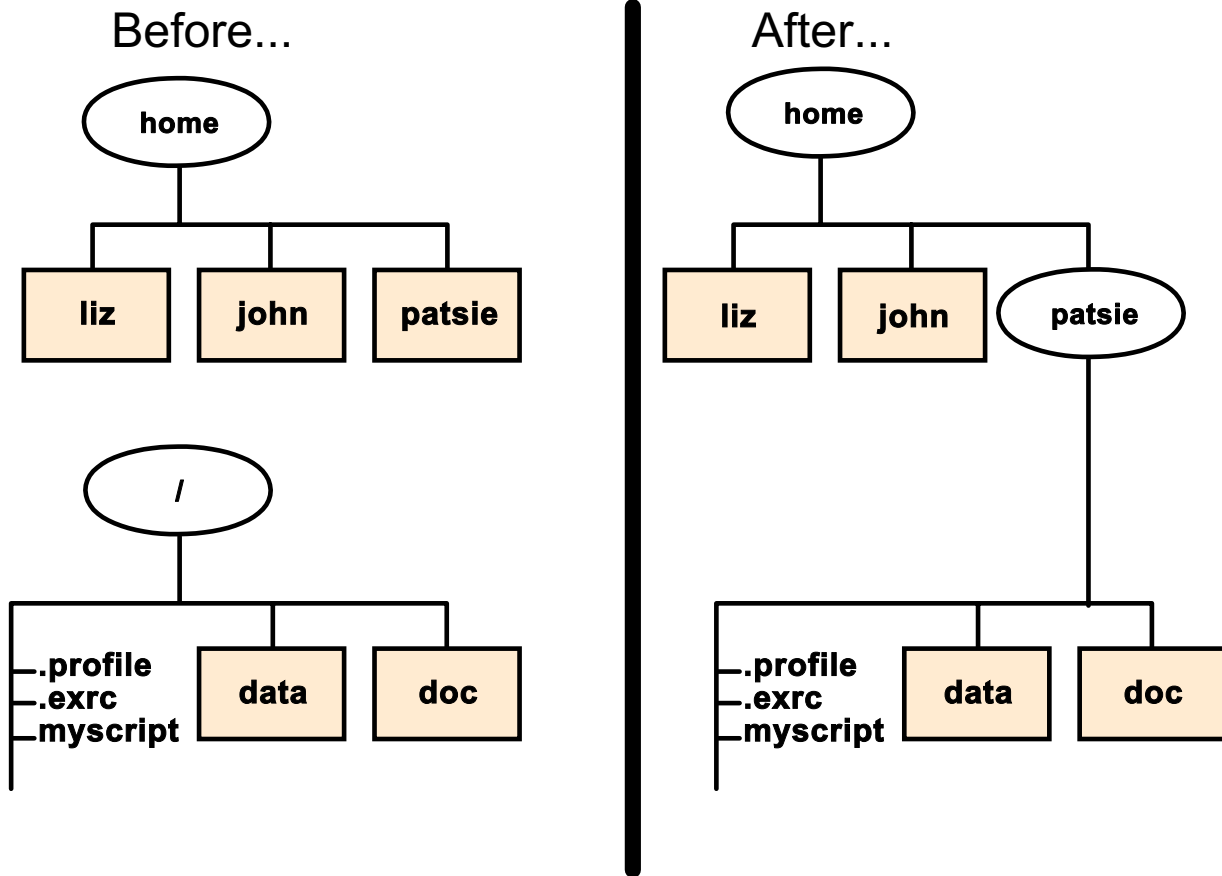 Before...
home
liz
john
patsie
/
.profile
.exrc
myscript
data
doc
After...
home
liz
john
patsie
.profile
.exrc
myscript
data
doc